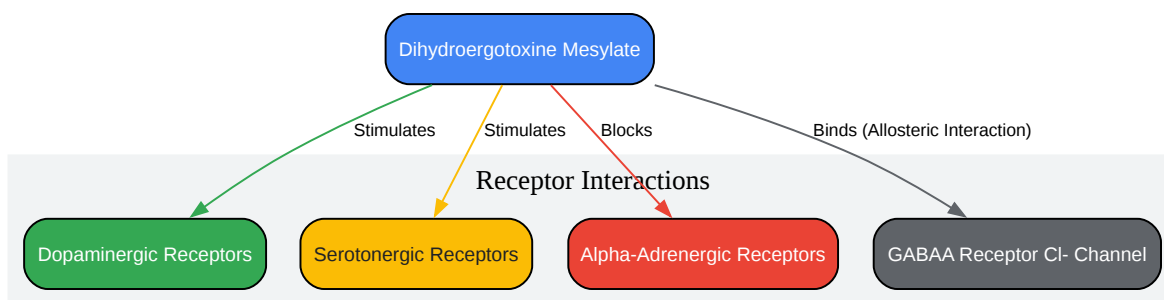 Dihydroergotoxine Mesylate
Stimulates
Stimulates
Blocks
Binds (Allosteric Interaction)
Receptor Interactions
Dopaminergic Receptors
Serotonergic Receptors
Alpha-Adrenergic Receptors
GABAA Receptor Cl- Channel